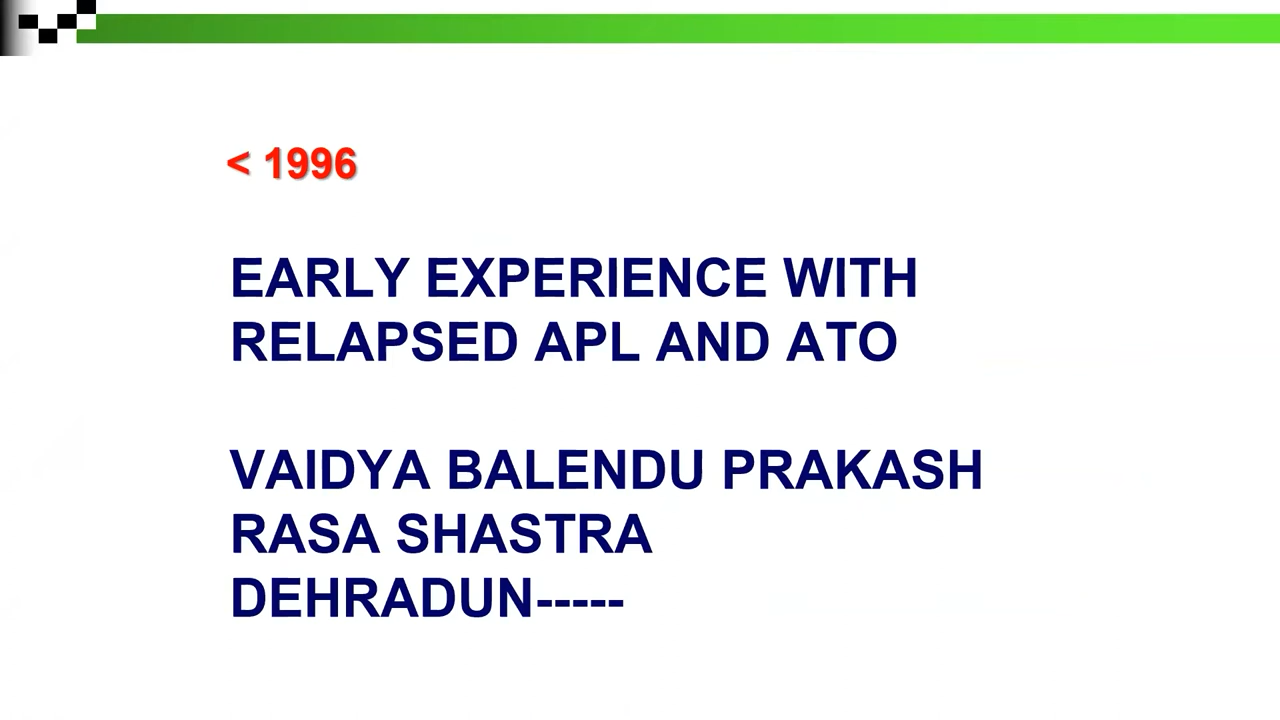 < 1996
EARLY EXPERIENCE WITH
RELAPSED APL AND ATO
VAIDYA BALENDU PRAKASH
RASA SHASTRA
DEHRADUN-----